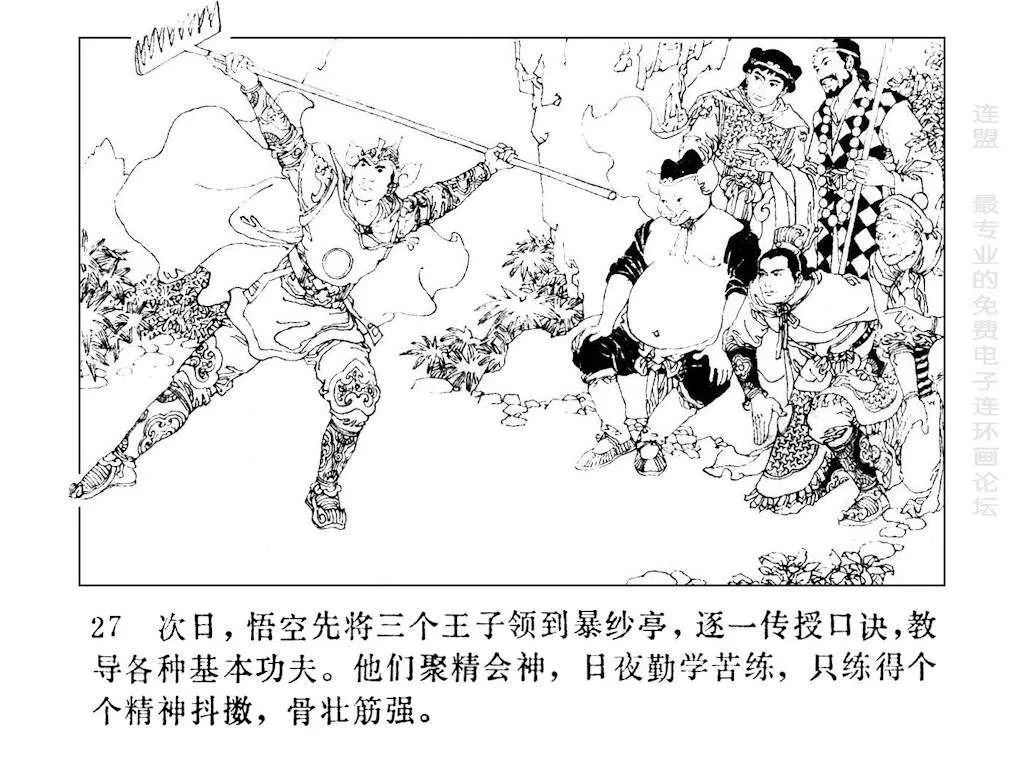 27 次日，悟空先将三个王子领到暴纱亭，逐一传授口诀，教
导各种基本功夫。他们聚精会神，日夜勤学苦练，只练得个
个精神抖擞，骨壮筋强。
连盟 最专业的免费电子连环画论坛